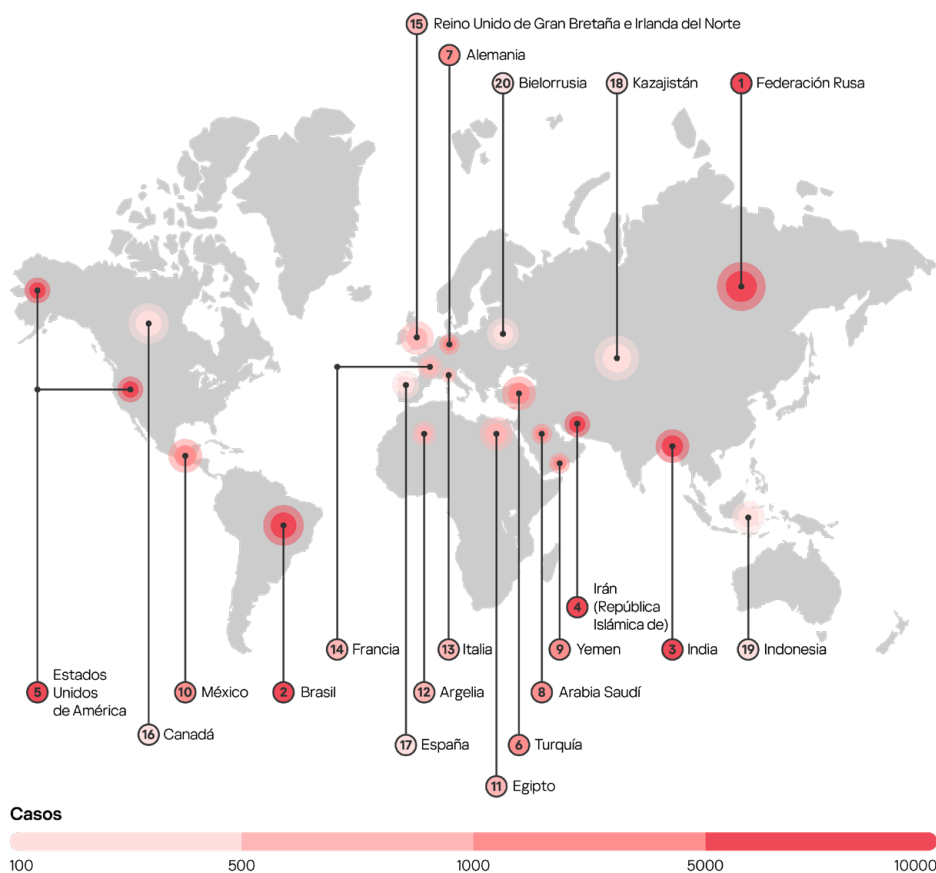 15 Reino Unido de Gran Bretaña e Irlanda del Norte
7 Alemania
20 Bielorrusia
18 Kazajistán
1 Federación Rusa
4 Irán
(República
Islámica de)
14 Francia
13 Italia
9 Yemen
3 India
19 Indonesia
5 Estados
Unidos
de América
10 México
2 Brasil
12 Argelia
8 Arabia Saudí
16 Canadá
17 España
6 Turquía
11 Egipto
Casos
100 500 1000 5000 10000